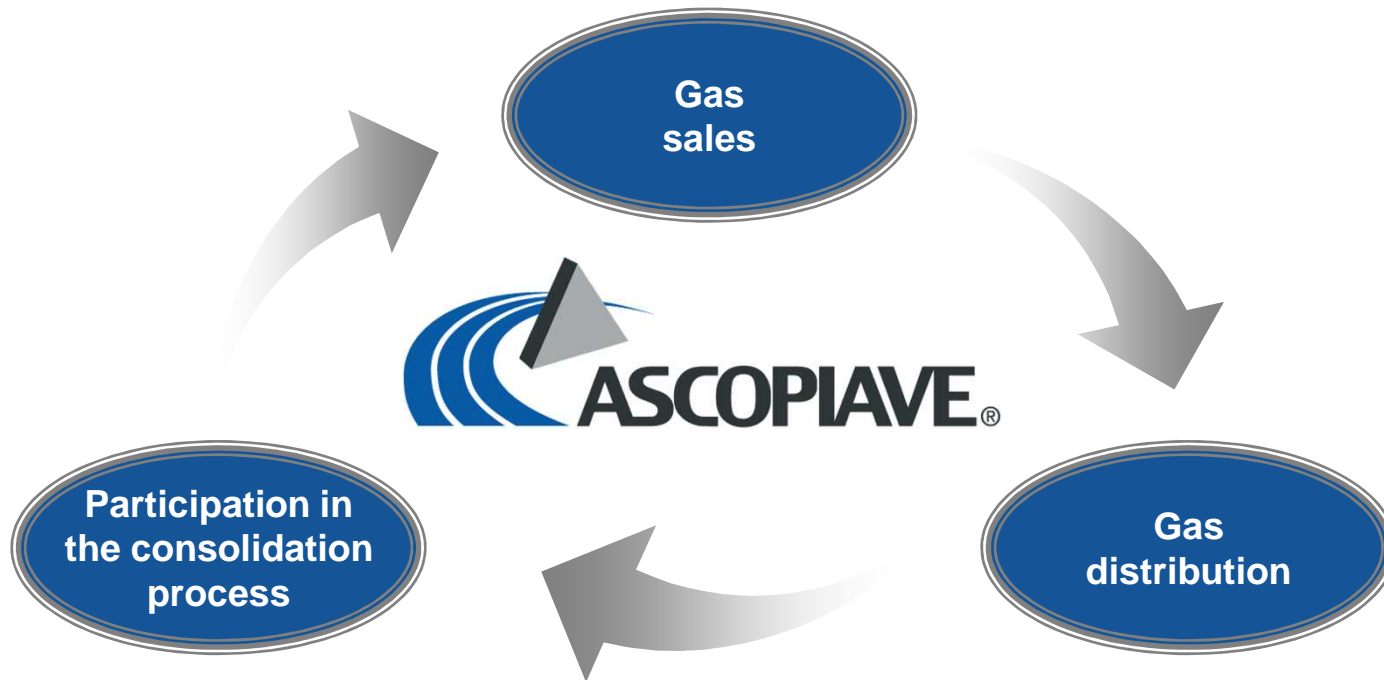 Gas
sales
ASCOPIAVE®
Participation in
the consolidation
process
Gas
distribution